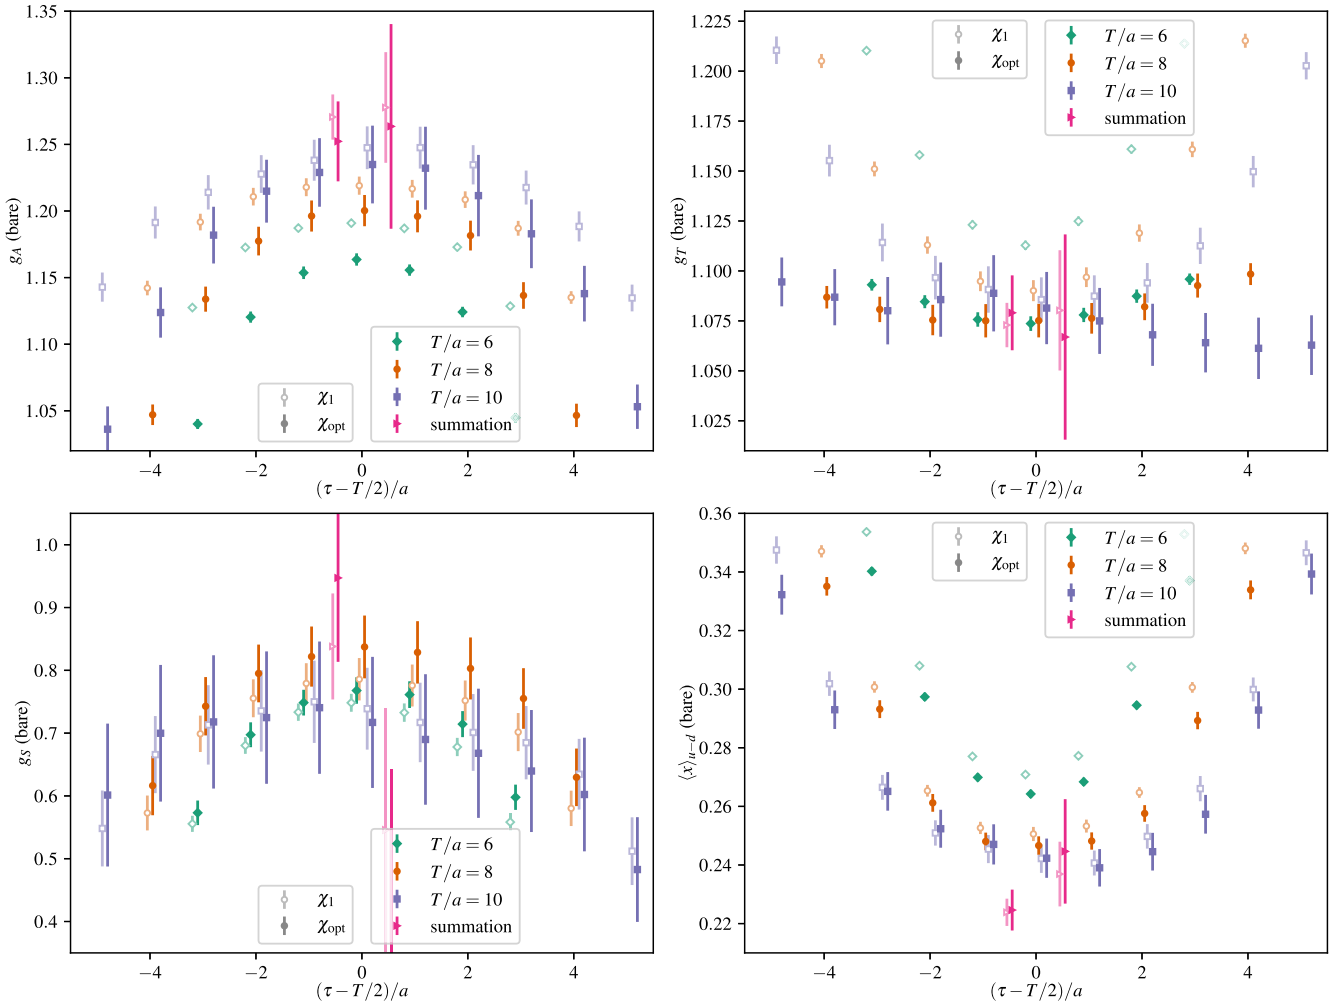 1.35
1.30
1.25
1.20
1.15
1.10
1.05
g_A (bare)
−4 −2 0 2 4
(τ − T/2)/a
χ₁
χ_opt
T/a = 6
T/a = 8
T/a = 10
summation
1.225
1.200
1.175
1.150
1.125
1.100
1.075
1.050
1.025
g_T (bare)
−4 −2 0 2 4
(τ − T/2)/a
χ₁
χ_opt
T/a = 6
T/a = 8
T/a = 10
summation
1.0
0.9
0.8
0.7
0.6
0.5
0.4
g_S (bare)
−4 −2 0 2 4
(τ − T/2)/a
χ₁
χ_opt
T/a = 6
T/a = 8
T/a = 10
summation
0.36
0.34
0.32
0.30
0.28
0.26
0.24
0.22
⟨x⟩_{u−d} (bare)
−4 −2 0 2 4
(τ − T/2)/a
χ₁
χ_opt
T/a = 6
T/a = 8
T/a = 10
summation